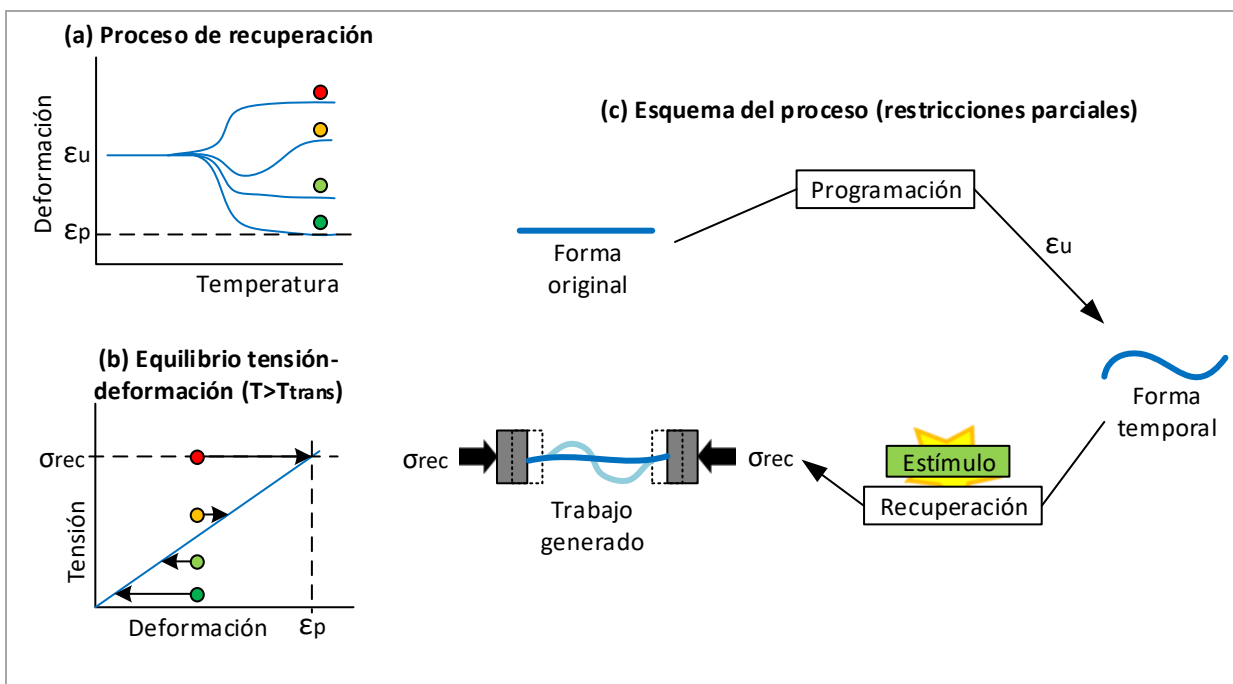 (a) Proceso de recuperación
Deformación
εu
εp
Temperatura
(b) Equilibrio tensión-
deformación (T>Ttrans)
σrec
Tensión
Deformación
εp
(c) Esquema del proceso (restricciones parciales)
Programación
Forma
original
εu
Forma
temporal
Estímulo
Recuperación
σrec
σrec
Trabajo
generado